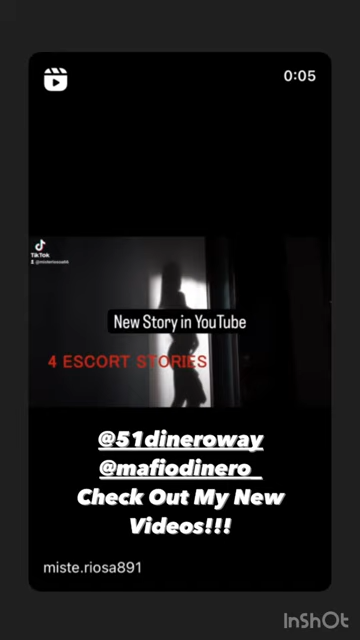 0:05
TikTok
New Story in YouTube
4 ESCORT STORIES
@51dineroway
@mafiodinero_
Check Out My New
Videos!!!
miste.riosa891
InShOt